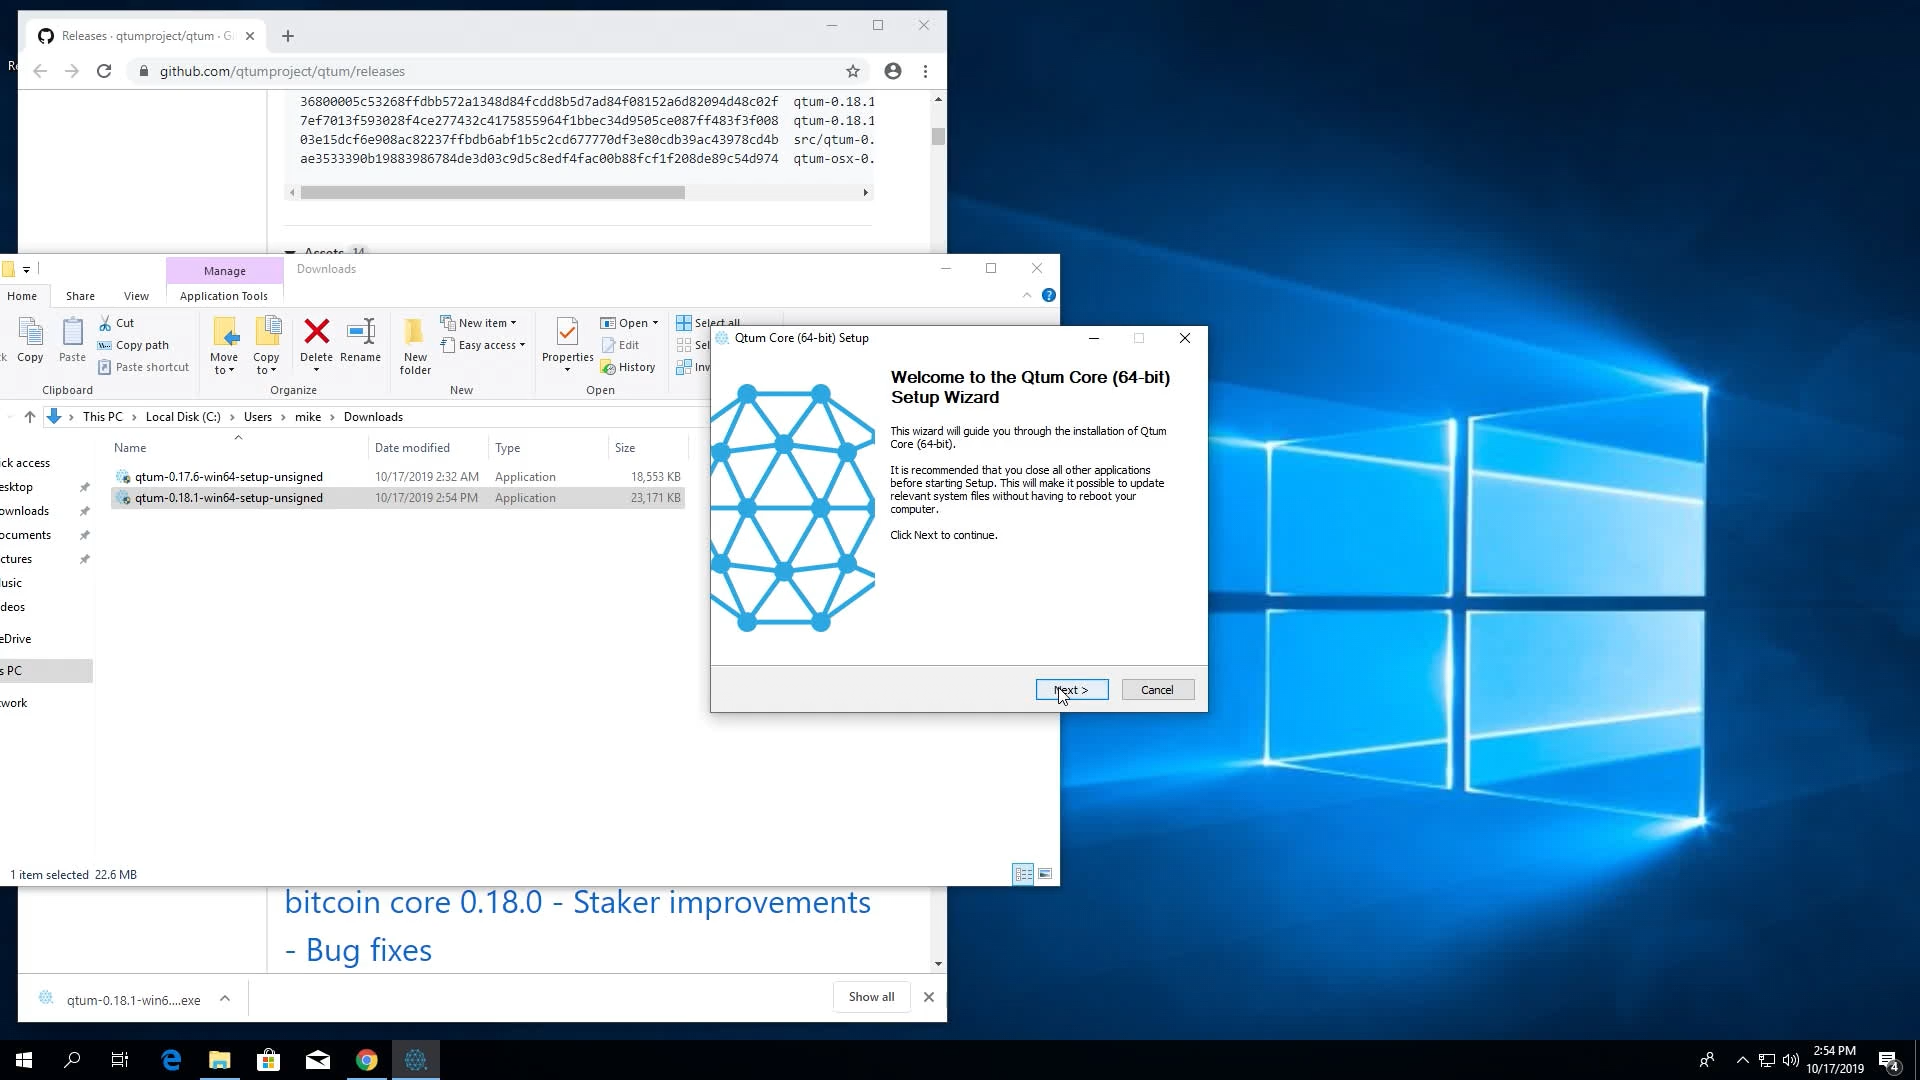 Re
Releases · qtumproject/qtum · G
github.com/qtumproject/qtum/releases
36800005c53268ffdbb572a1348d84fcdd8b5d7ad84f08152a6d82094d48c02f qtum-0.18.1
7ef7013f593028f4ce277432c4175855964f1bbec34d9505ce087ff483f3f008 qtum-0.18.1
03e15dcf6e908ac82237ffbdb6abf1b5c2cd677770df3e80cdb39ac43978cd4b src/qtum-0.
ae3533390b19883986784de3d03c9d5c8edf4fac00b88fcf1f208de89c54d974 qtum-osx-0.
Assets 14
Manage Downloads
Home Share View Application Tools
Copy
Paste
Cut
Copy path
Paste shortcut
Clipboard
Move to
Copy to
Delete
Rename
Organize
New folder
New item
Easy access
New
Properties
Open
Edit
History
Open
Select all
Sel
Inv
This PC > Local Disk (C:) > Users > mike > Downloads
Name Date modified Type Size
qtum-0.17.6-win64-setup-unsigned 10/17/2019 2:32 AM Application 18,553 KB
qtum-0.18.1-win64-setup-unsigned 10/17/2019 2:54 PM Application 23,171 KB
ick access
esktop
ownloads
ocuments
ctures
usic
deos
eDrive
s PC
twork
1 item selected 22.6 MB
Qtum Core (64-bit) Setup
Welcome to the Qtum Core (64-bit)
Setup Wizard
This wizard will guide you through the installation of Qtum
Core (64-bit).
It is recommended that you close all other applications
before starting Setup. This will make it possible to update
relevant system files without having to reboot your
computer.
Click Next to continue.
Next > Cancel
bitcoin core 0.18.0 - Staker improvements
- Bug fixes
qtum-0.18.1-win6....exe Show all
2:54 PM
10/17/2019
4